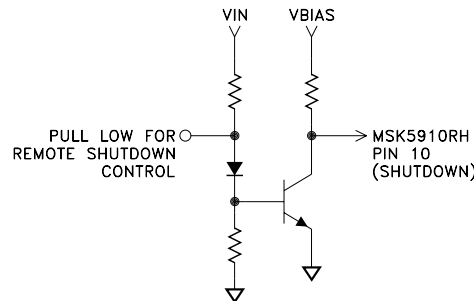 VIN
VBIAS
PULL LOW FOR
REMOTE SHUTDOWN
CONTROL
MSK5910RH
PIN 10
(SHUTDOWN)